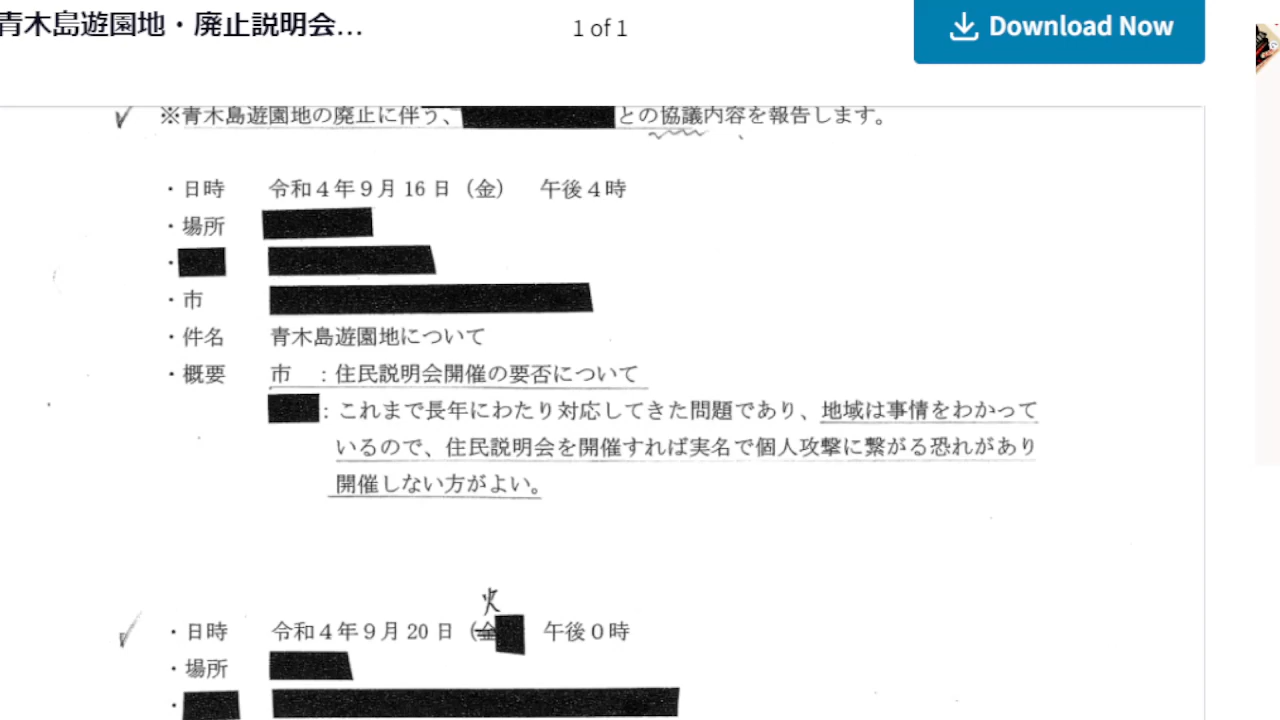 青木島遊園地・廃止説明会…
1 of 1
Download Now
※青木島遊園地の廃止に伴う、 との協議内容を報告します。
・日時 令和４年９月 16 日（金） 午後４時
・場所
・
・市
・件名 青木島遊園地について
・概要 市 ：住民説明会開催の要否について
：これまで長年にわたり対応してきた問題であり、地域は事情をわかって
いるので、住民説明会を開催すれば実名で個人攻撃に繋がる恐れがあり
開催しない方がよい。
火
・日時 令和４年９月 20 日（金 午後０時
・場所
・